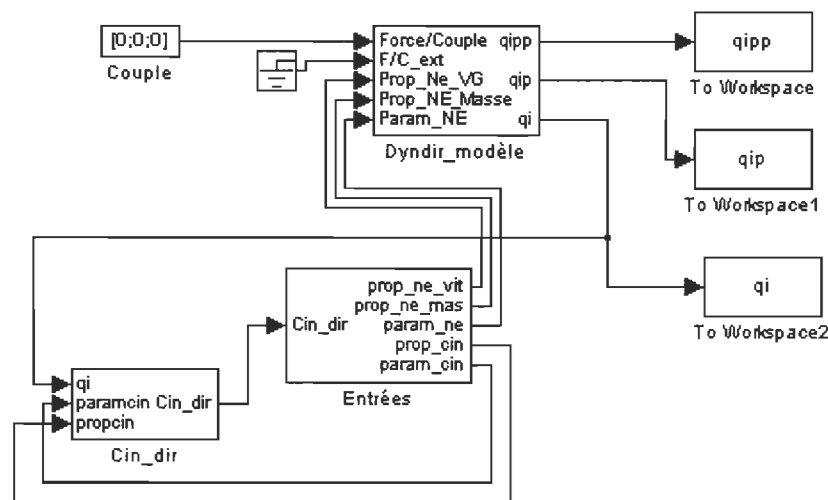 [0;0;0]
Couple
Force/Couple qipp
F/C_ext
Prop_Ne_VG qip
Prop_NE_Masse
Param_NE qi
Dyndir_modèle
qipp
To Workspace
qip
To Workspace1
qi
To Workspace2
prop_ne_vit
prop_ne_mas
Cin_dir param_ne
prop_cin
param_cin
Entrées
qi
paramcin Cin_dir
propcin
Cin_dir